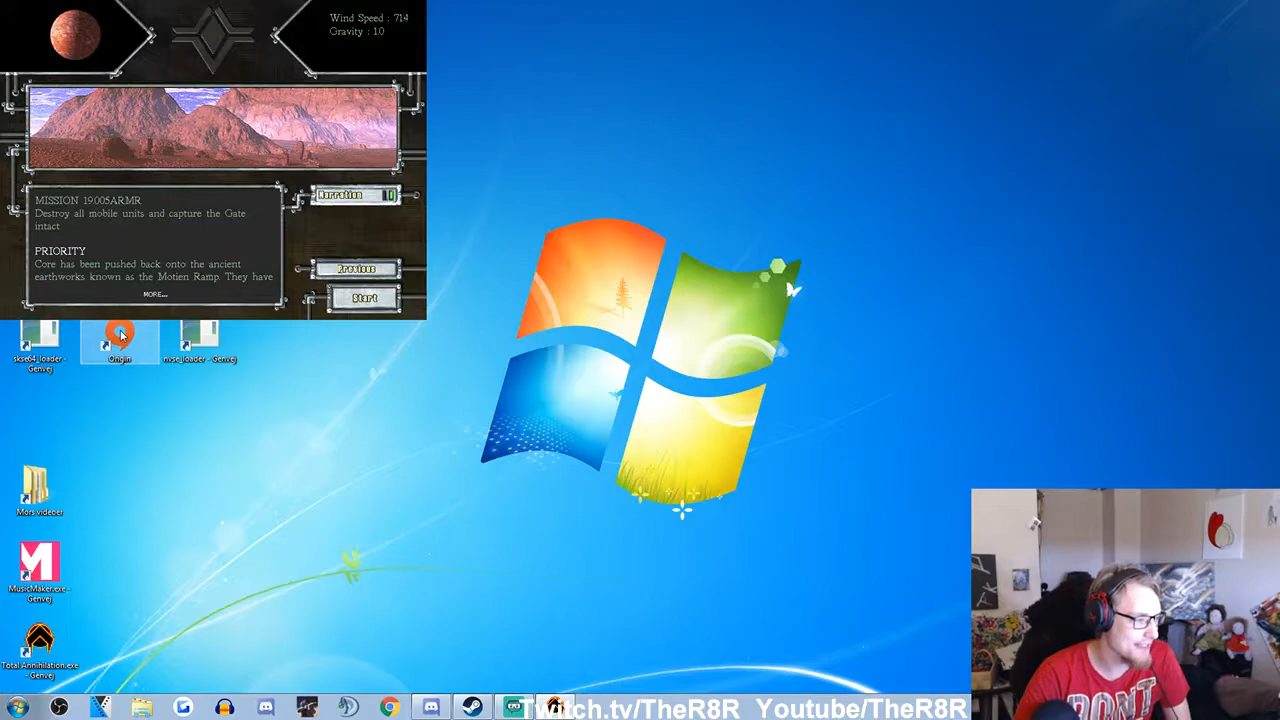 Wind Speed : 714
Gravity : 1.0
Narration
MISSION 19.005AR.MR
Destroy all mobile units and capture the Gate
intact
PRIORITY
Core has been pushed back onto the ancient
earthworks known as the Motien Ramp. They have
MORE...
Previous
Start
skse64_loader -
Genvej
Origin
nvse_loader - Genvej
Mors videoer
MusicMaker.exe -
Genvej
Total Annihilation.exe
- Genvej
Twitch.tv/TheR8R Youtube/TheR8R